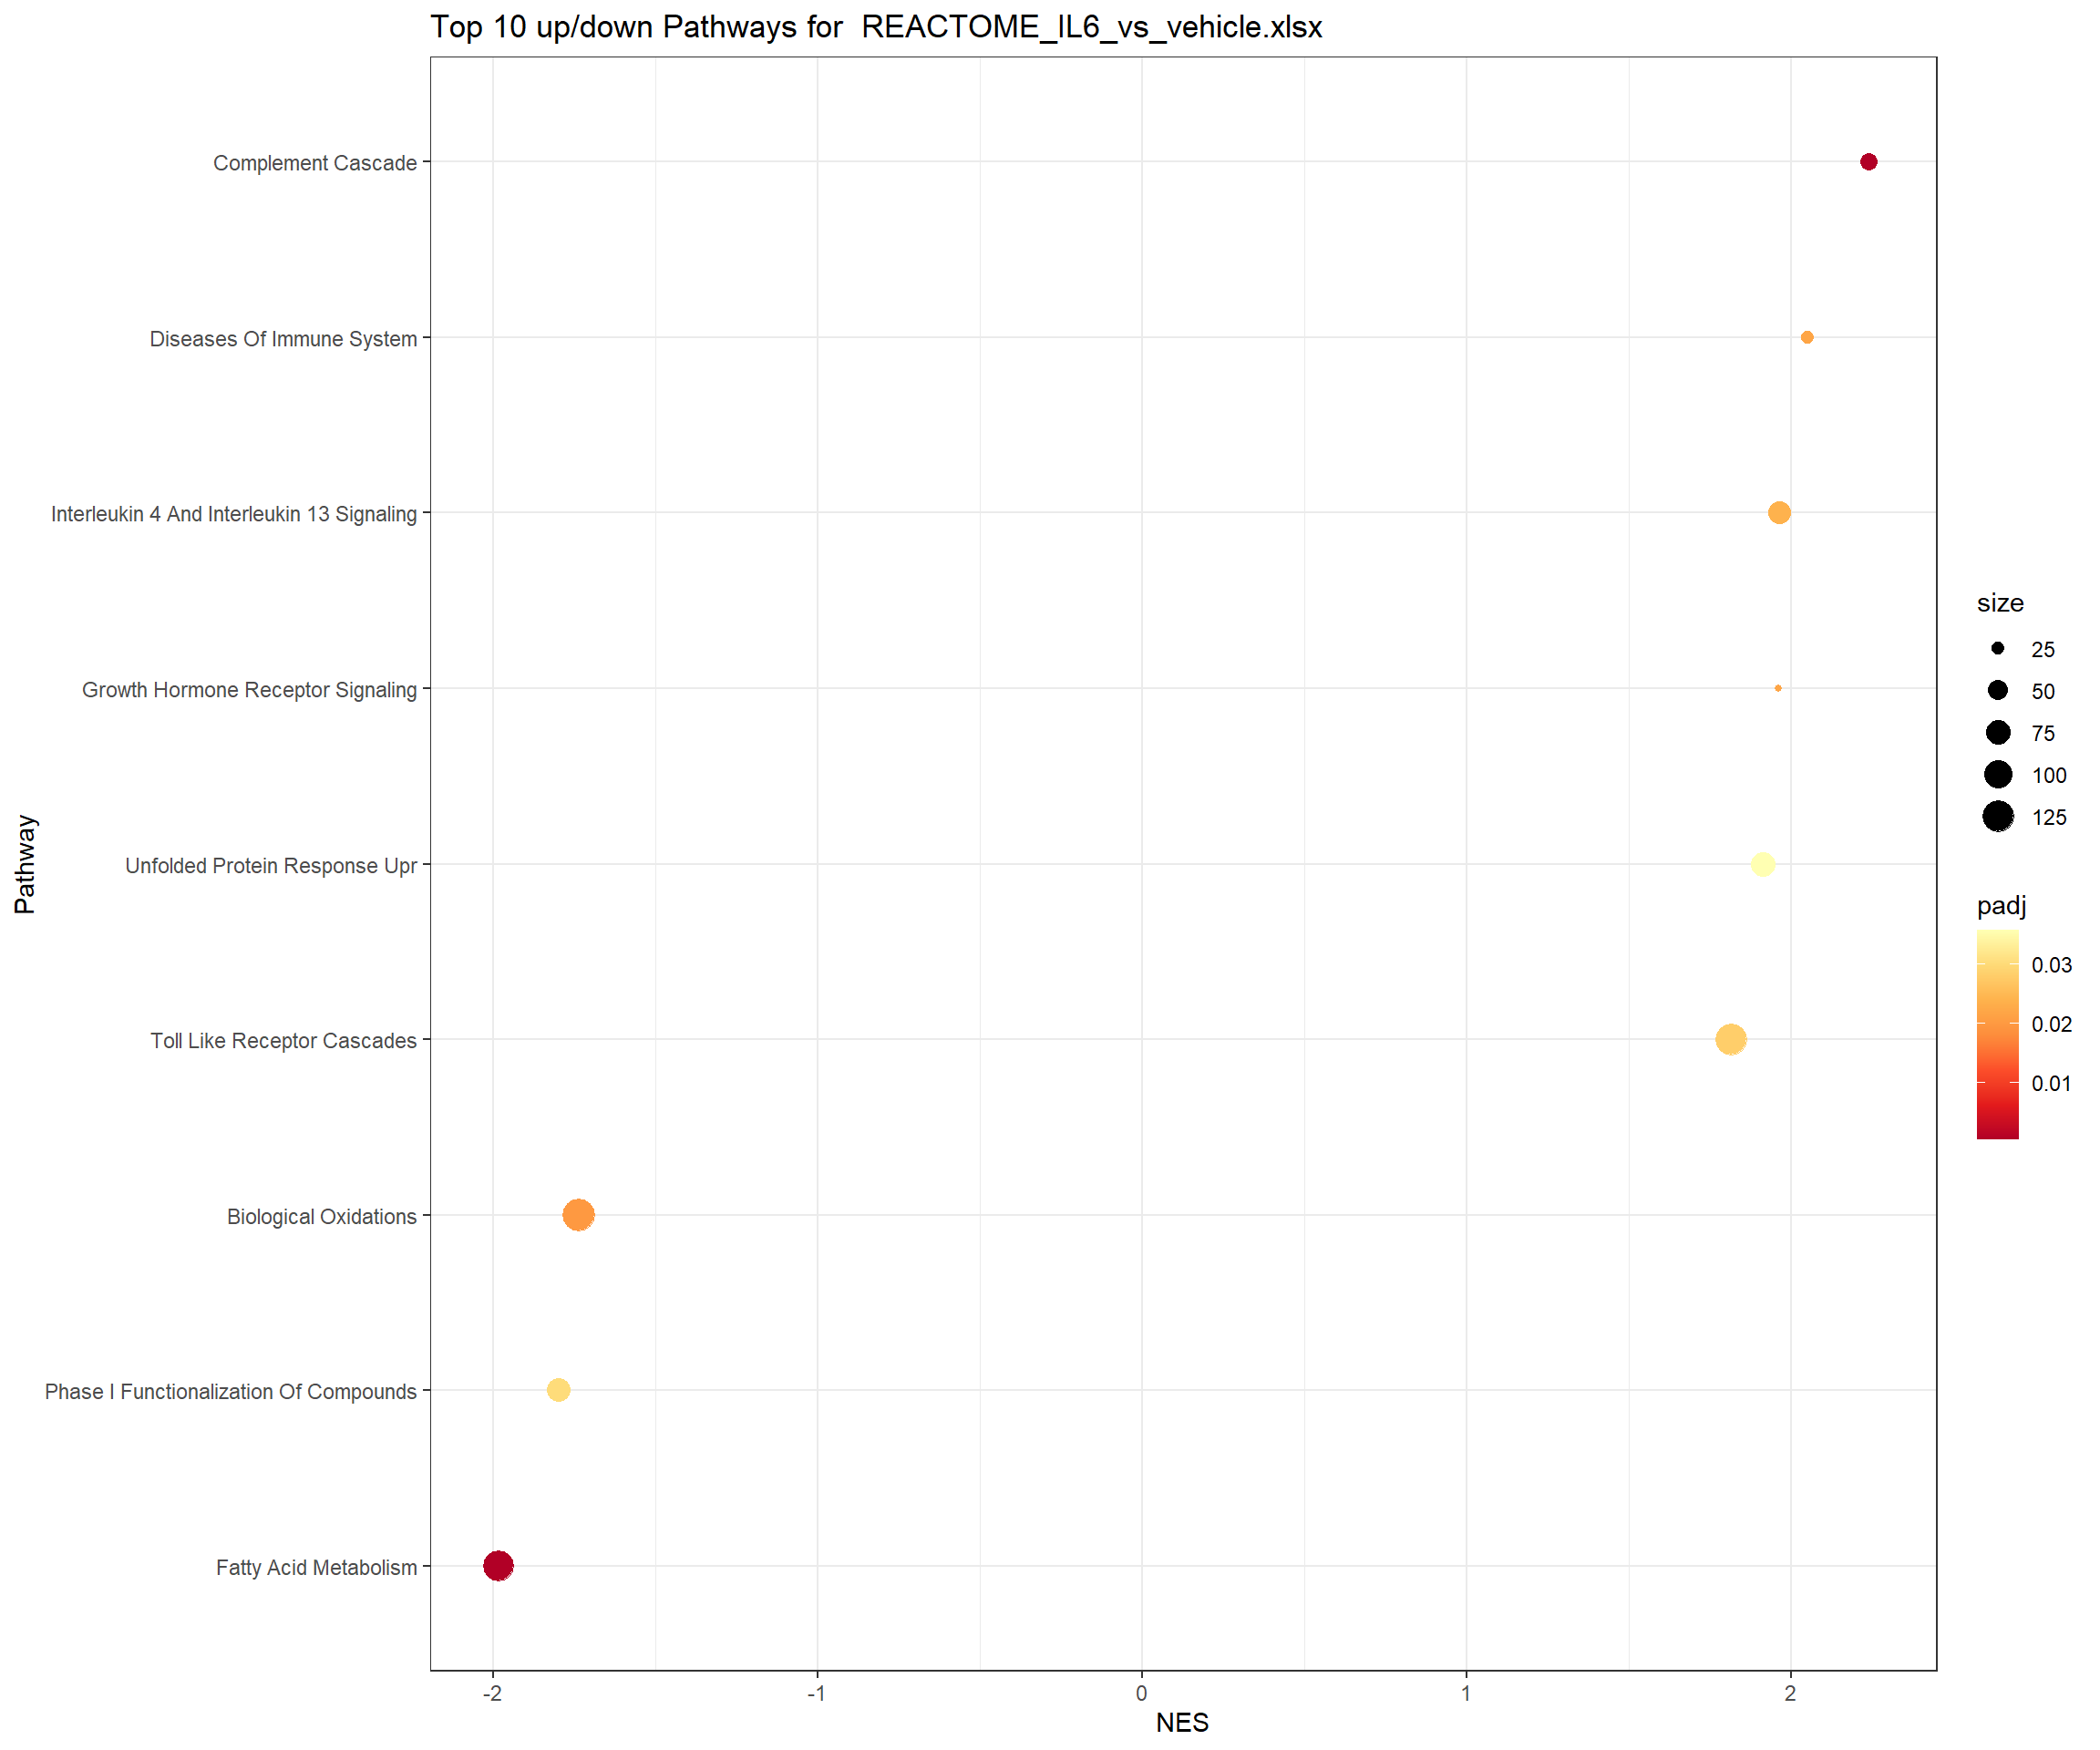 Top 10 up/down Pathways for  REACTOME_IL6_vs_vehicle.xlsx
Pathway
Complement Cascade
Diseases Of Immune System
Interleukin 4 And Interleukin 13 Signaling
Growth Hormone Receptor Signaling
Unfolded Protein Response Upr
Toll Like Receptor Cascades
Biological Oxidations
Phase I Functionalization Of Compounds
Fatty Acid Metabolism
-2
-1
0
1
2
NES
size
25
50
75
100
125
padj
0.03
0.02
0.01